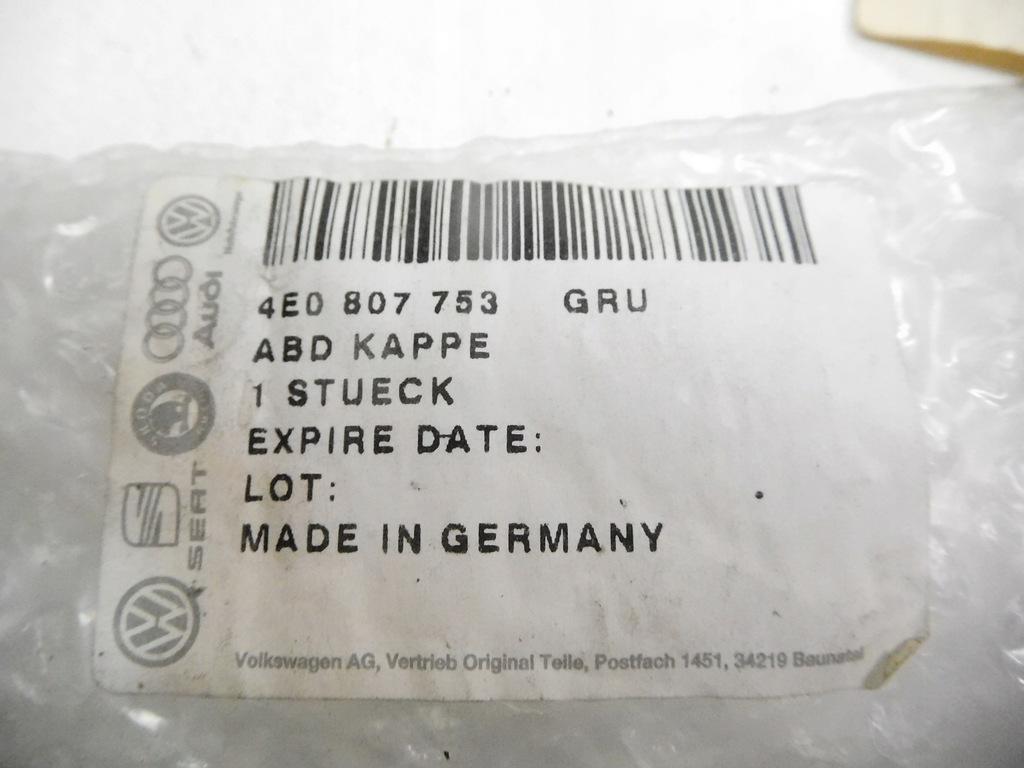 4E0 807 753 GRU
ABD KAPPE
1 STUECK
EXPIRE DATE:
LOT:
MADE IN GERMANY
Volkswagen AG, Vertrieb Original Teile, Postfach 1451, 34219 Baunatal
Audi
SEAT